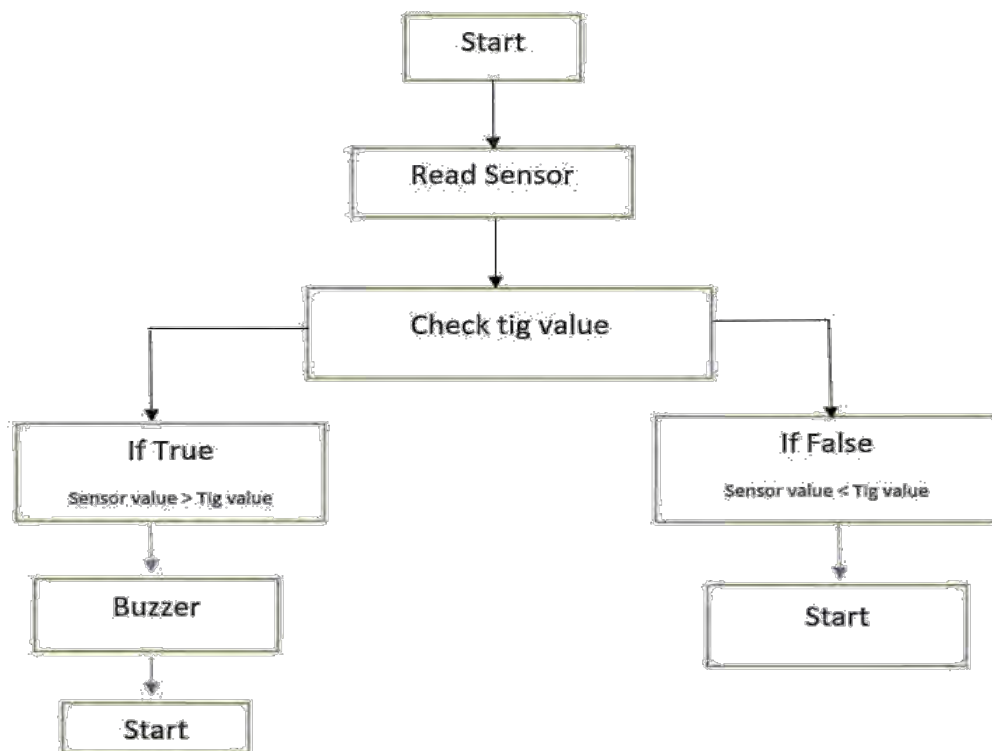 Start
Read Sensor
Check tig value
If True
Sensor value > Tig value
Buzzer
Start
If False
Sensor value < Tig value
Start